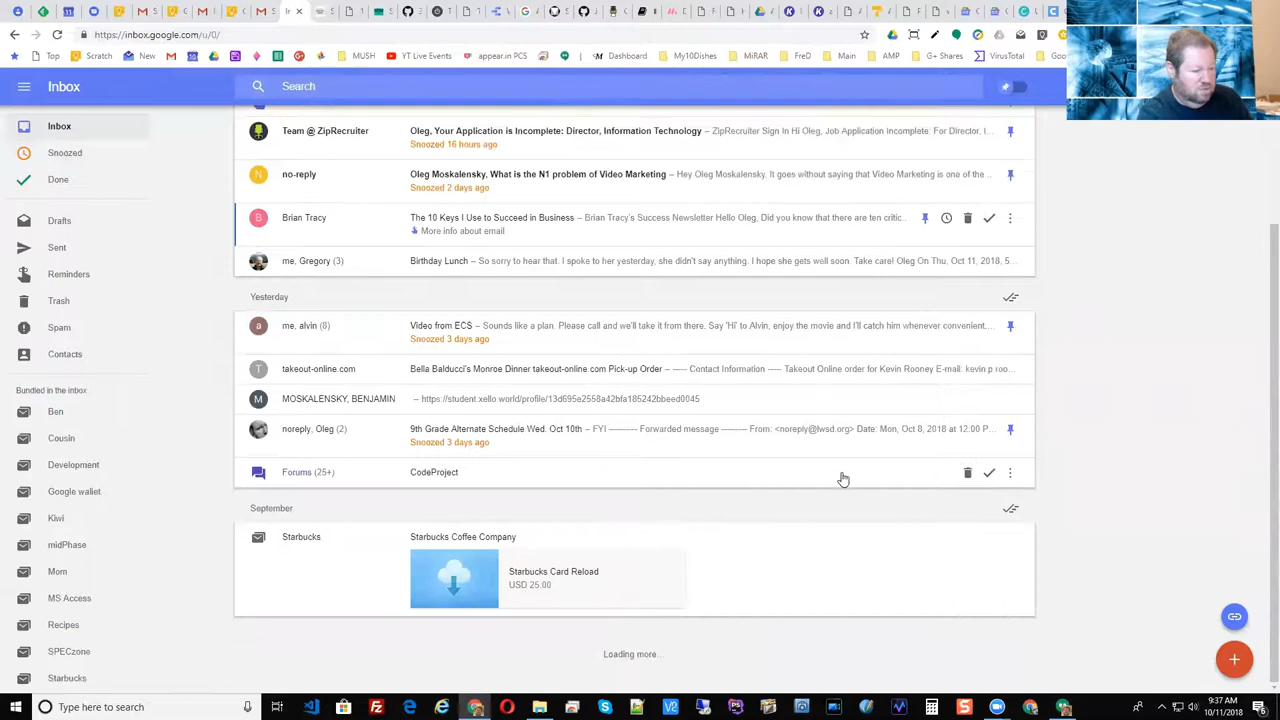 https://inbox.google.com/u/0/
Top
Scratch
New
MUSH
YT Live Events
appear.in PCS
Dashboard
My10Dishes
MiRAR
FreD
Main
AMP
G+ Shares
VirusTotal
Inbox
Search
Inbox
Snoozed
Done
Drafts
Sent
Reminders
Trash
Spam
Contacts
Bundled in the inbox
Ben
Cousin
Development
Google wallet
Kiwi
midPhase
Mom
MS Access
Recipes
SPECzone
Starbucks
Team @ ZipRecruiter Oleg, Your Application is Incomplete: Director, Information Technology – ZipRecruiter Sign In Hi Oleg, Job Application Incomplete: For Director, I...
Snoozed 16 hours ago
N no-reply Oleg Moskalensky, What is the N1 problem of Video Marketing – Hey Oleg Moskalensky, It goes without saying that Video Marketing is one of the ..
Snoozed 2 days ago
B Brian Tracy The 10 Keys I Use to Succeed in Business – Brian Tracy's Success Newsletter Hello Oleg, Did you know that there are ten critic..
More info about email
me, Gregory (3) Birthday Lunch – So sorry to hear that. I spoke to her yesterday, she didn't say anything. I hope she gets well soon. Take care! Oleg On Thu, Oct 11, 2018, 5...
Yesterday
a me, alvin (8) Video from ECS – Sounds like a plan. Please call and we'll take it from there. Say 'Hi' to Alvin, enjoy the movie and I'll catch him whenever convenient....
Snoozed 3 days ago
T takeout-online.com Bella Balducci's Monroe Dinner takeout-online.com Pick-up Order – ----- Contact Information ----- Takeout Online order for Kevin Rooney E-mail: kevin p roo...
M MOSKALENSKY, BENJAMIN – https://student.xello.world/profile/13d695e2558a42bfa185242bbeed0045
noreply, Oleg (2) 9th Grade Alternate Schedule Wed. Oct 10th – FYI ---------- Forwarded message --------- From: <noreply@lwsd.org> Date: Mon, Oct 8, 2018 at 12:00 P...
Snoozed 3 days ago
Forums (25+) CodeProject
September
Starbucks Starbucks Coffee Company
Starbucks Card Reload
USD 25.00
Loading more...
Type here to search
9:37 AM
10/11/2018